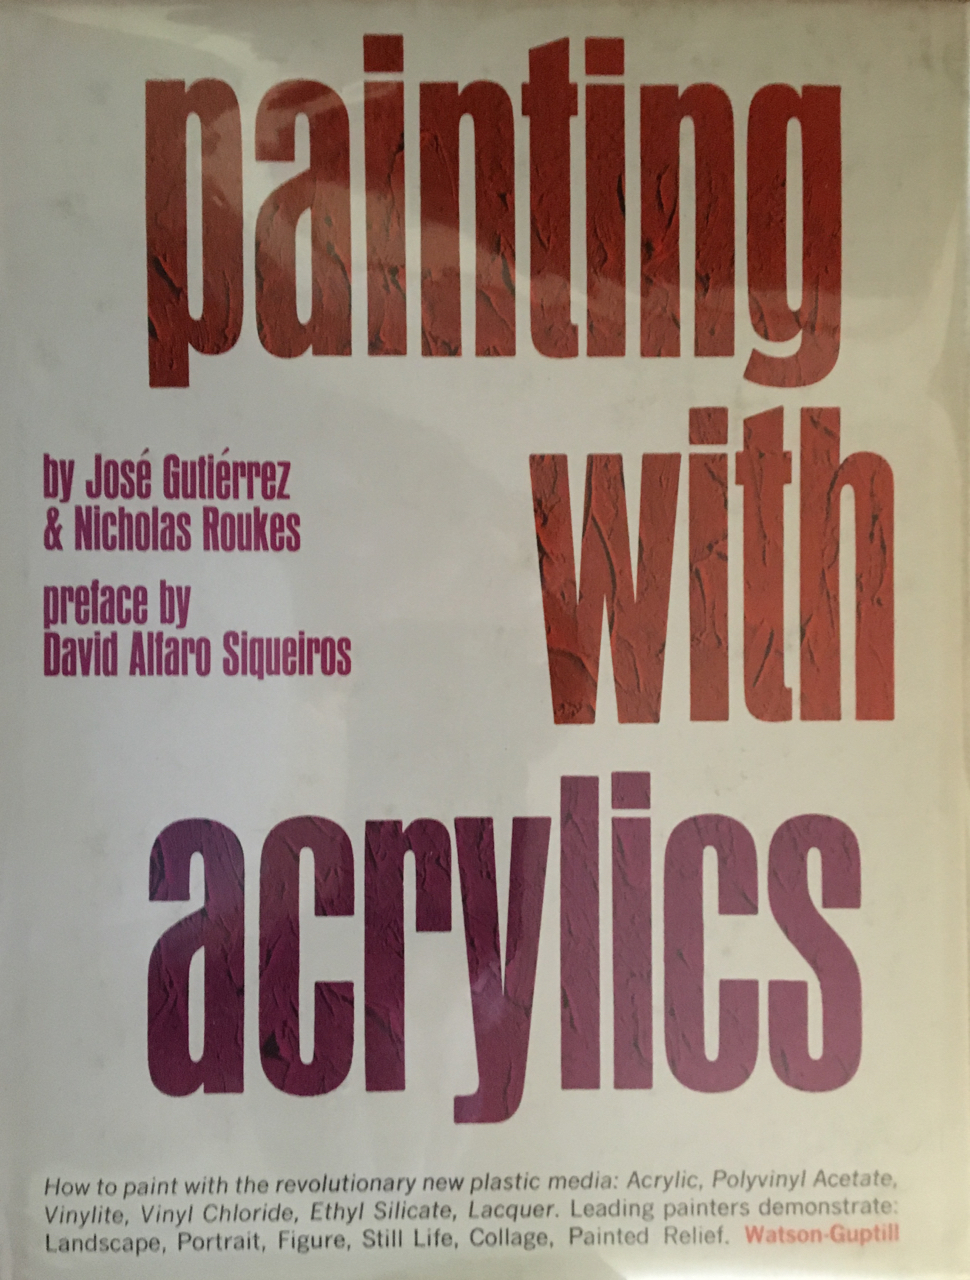 painting
with
by José Gutiérrez
& Nicholas Roukes
preface by
David Alfaro Siqueiros
acrylics
How to paint with the revolutionary new plastic media: Acrylic, Polyvinyl Acetate,
Vinylite, Vinyl Chloride, Ethyl Silicate, Lacquer. Leading painters demonstrate:
Landscape, Portrait, Figure, Still Life, Collage, Painted Relief. Watson-Guptill